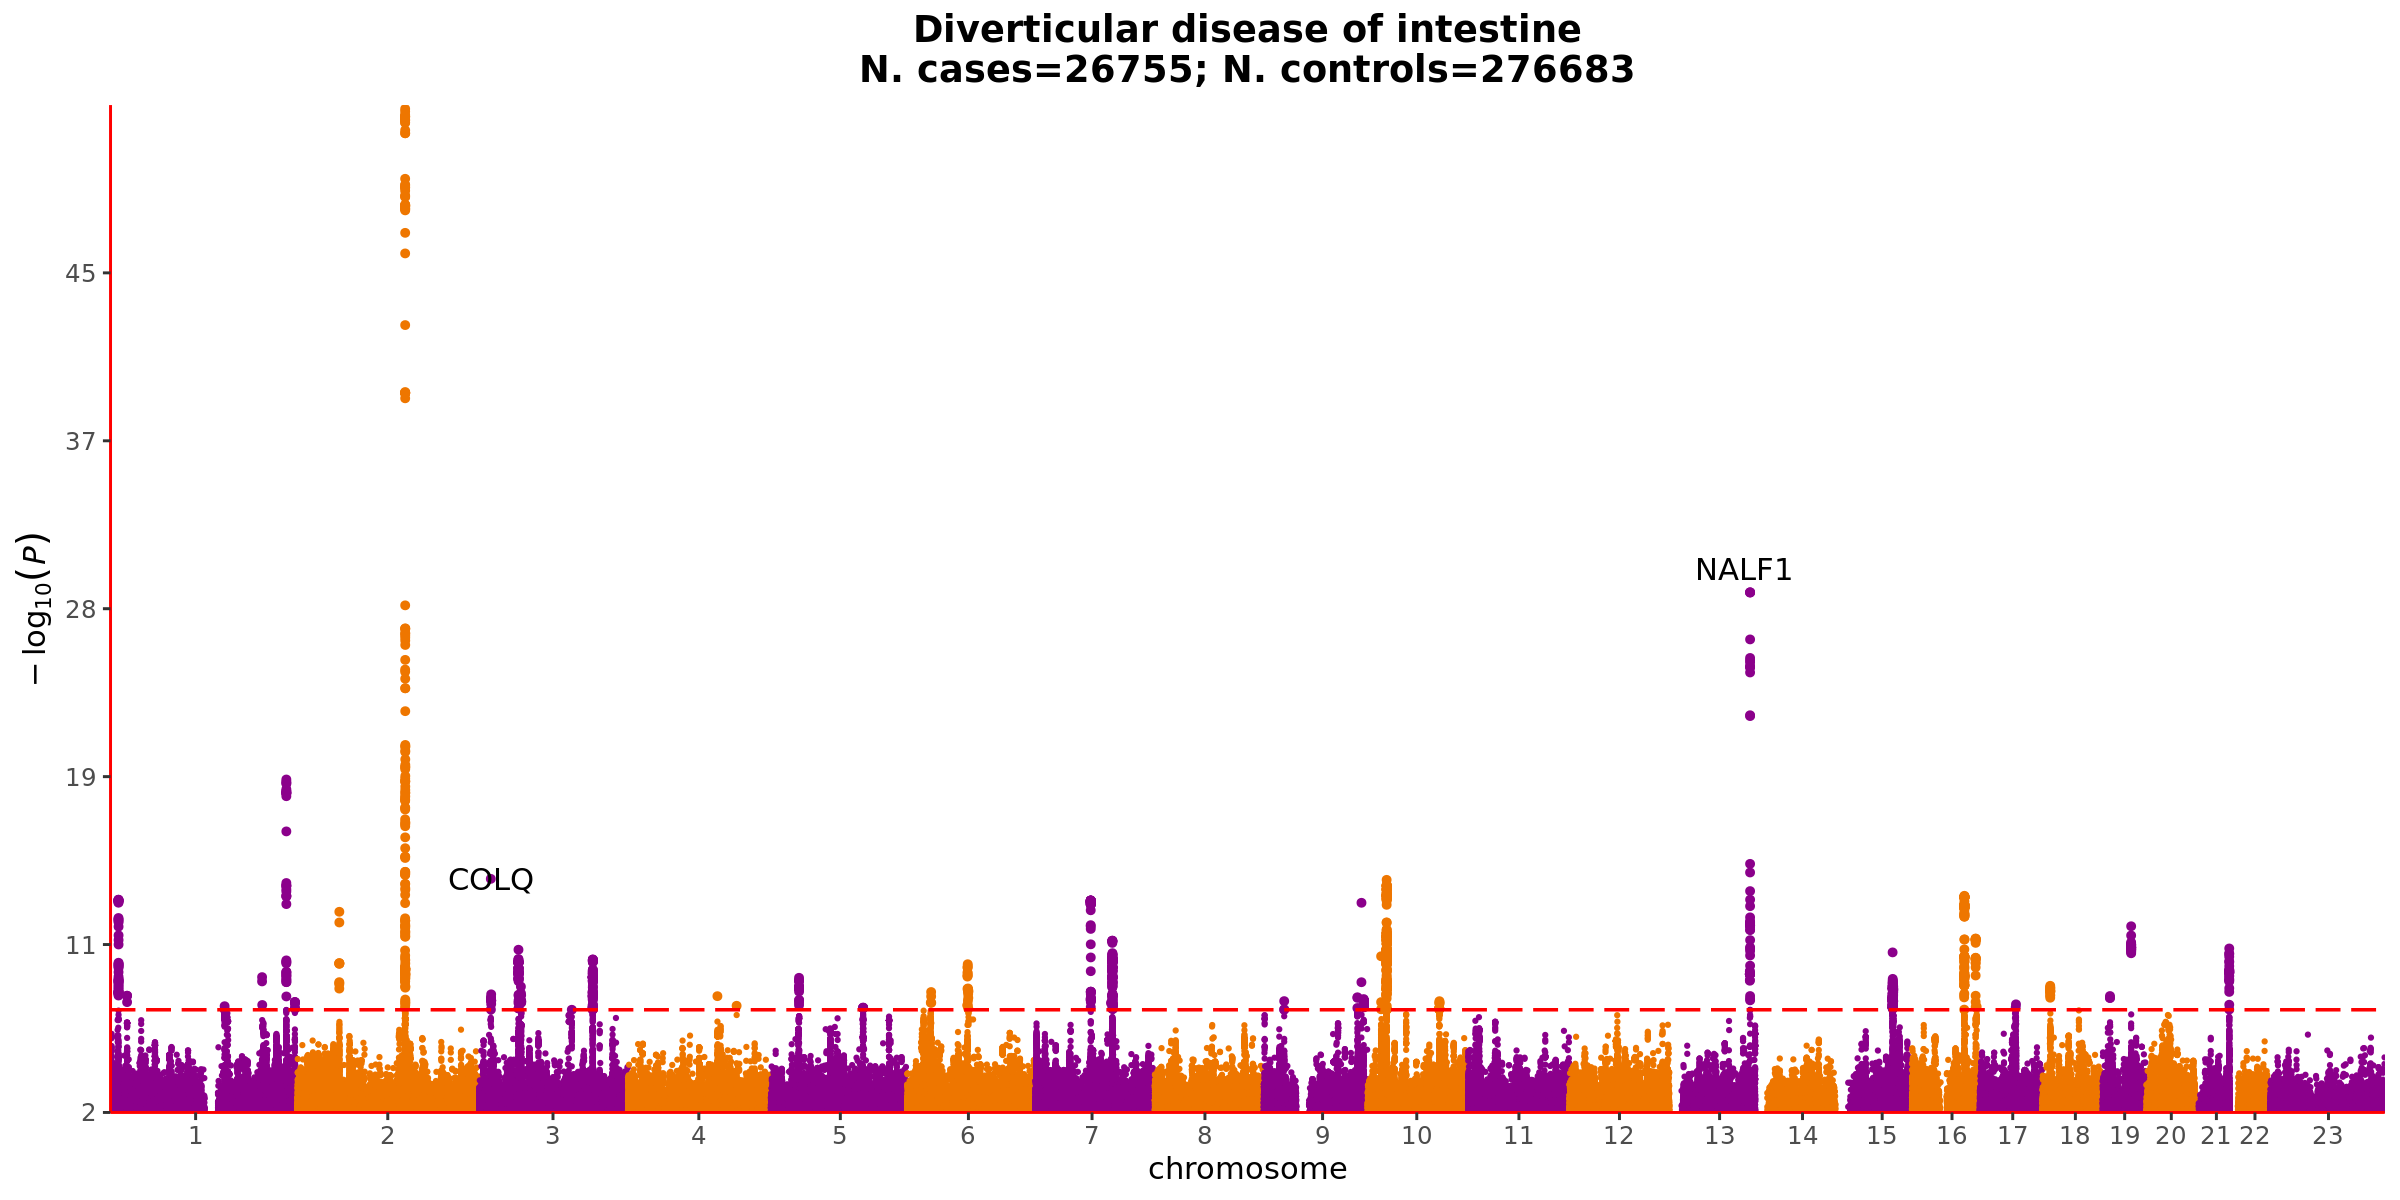 Diverticular disease of intestine
N. cases=26755; N. controls=276683
45
37
28
19
11
2
−log10(P)
NALF1
COLQ
1 2 3 4 5 6 7 8 9 10 11 12 13 14 15 16 17 18 19 20 21 22 23
chromosome